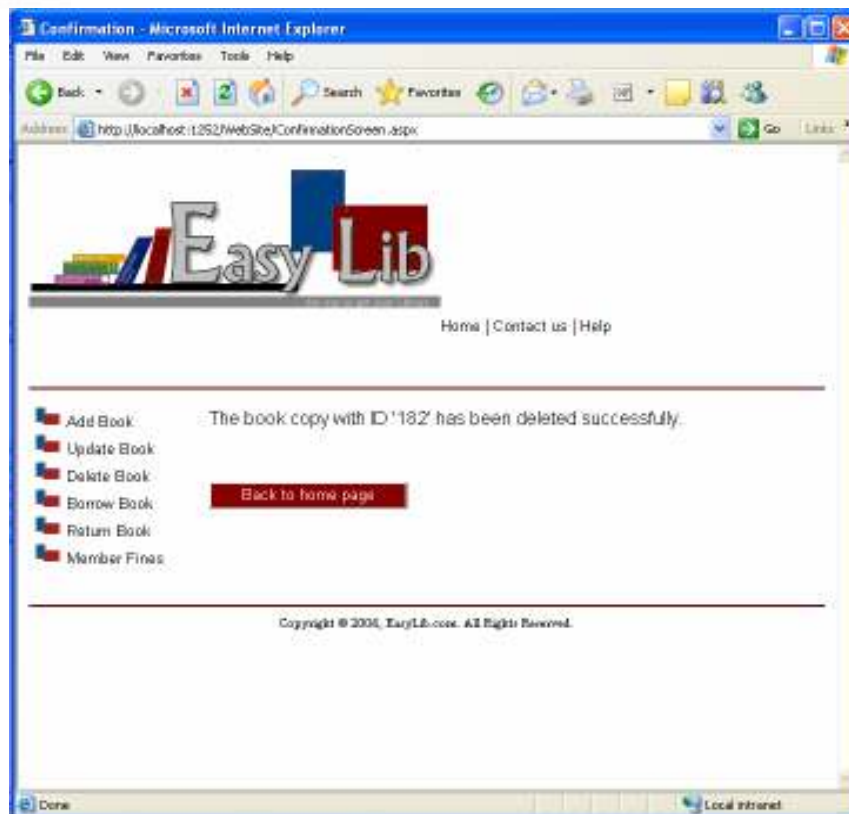 Confirmation - Microsoft Internet Explorer
File Edit View Favorites Tools Help
Back Search Favorites
Address http://localhost:1252/WebSite/ConfirmationScreen.aspx Go Links
Easy Lib
Home | Contact us | Help
Add Book
The book copy with ID '182' has been deleted successfully.
Update Book
Delete Book
Borrow Book
Back to home page
Return Book
Member Fines
Copyright © 2006, EasyLib.com. All Rights Reserved.
Done Local intranet